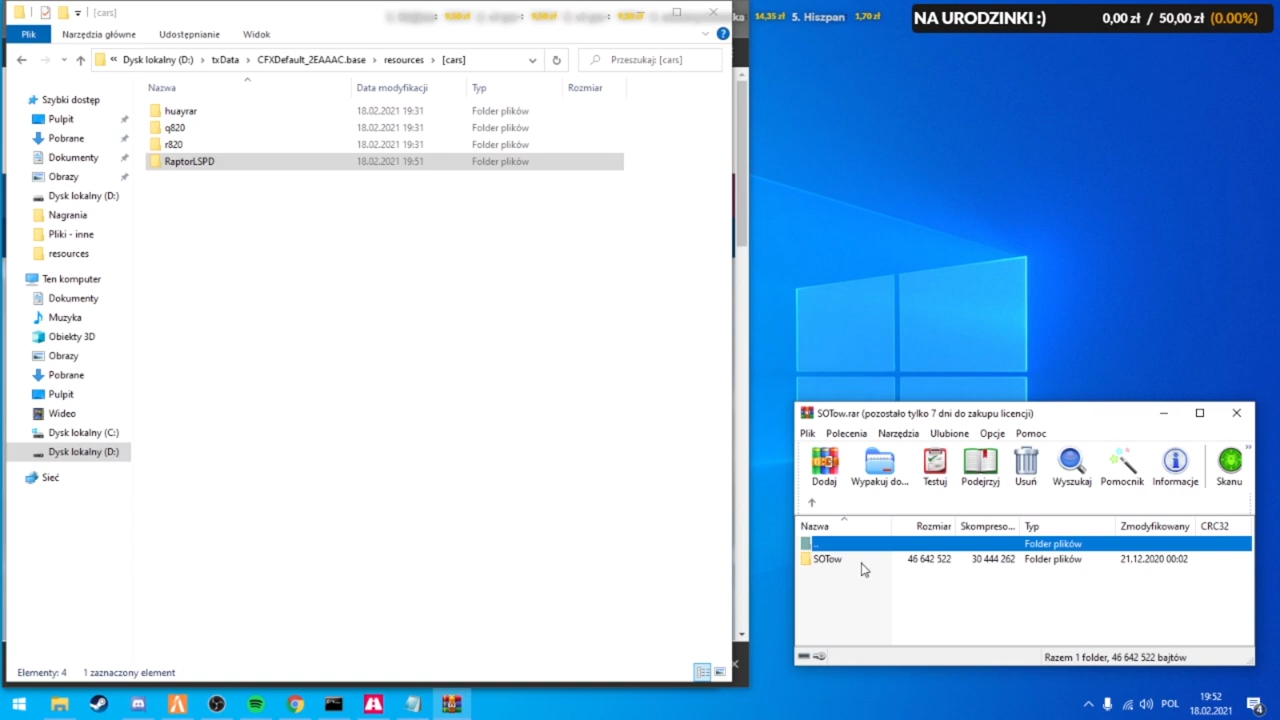 [cars]
14,35 zł 5. Hiszpan 1,70 zł
NA URODZINKI :) 0,00 zł / 50,00 zł (0.00%)
Plik Narzędzia główne Udostępnianie Widok
« Dysk lokalny (D:) > txData > CFXDefault_2EAAAC.base > resources > [cars]
Przeszukaj: [cars]
Nazwa Data modyfikacji Typ Rozmiar
huayrar 18.02.2021 19:31 Folder plików
q820 18.02.2021 19:31 Folder plików
r820 18.02.2021 19:31 Folder plików
RaptorLSPD 18.02.2021 19:51 Folder plików
Szybki dostęp
Pulpit
Pobrane
Dokumenty
Obrazy
Dysk lokalny (D:)
Nagrania
Pliki - inne
resources
Ten komputer
Dokumenty
Muzyka
Obiekty 3D
Obrazy
Pobrane
Pulpit
Wideo
Dysk lokalny (C:)
Dysk lokalny (D:)
Sieć
Elementy: 4 1 zaznaczony element
SOTow.rar (pozostało tylko 7 dni do zakupu licencji)
Plik Polecenia Narzędzia Ulubione Opcje Pomoc
Dodaj Wypakuj do... Testuj Podejrzyj Usuń Wyszukaj Pomocnik Informacje Skanu
Nazwa Rozmiar Skompreso... Typ Zmodyfikowany CRC32
.. Folder plików
SOTow 46 642 522 30 444 262 Folder plików 21.12.2020 00:02
Razem 1 folder, 46 642 522 bajtów
POL
19:52
18.02.2021
4